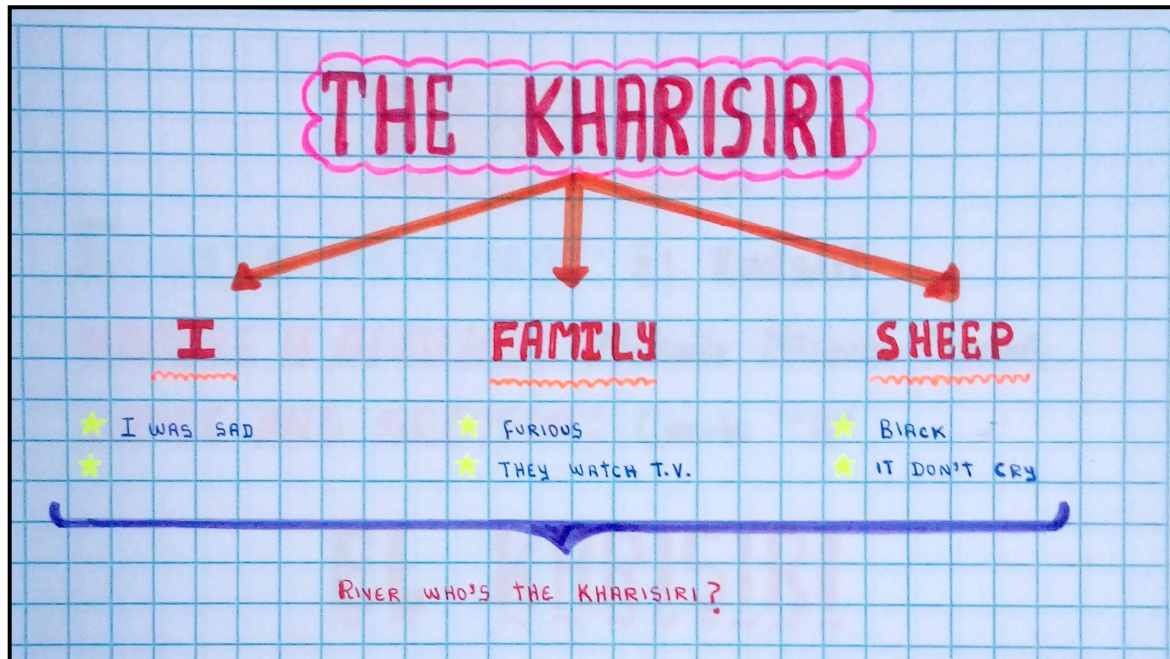 THE KHARISIRI
I FAMILY SHEEP
I WAS SAD FURIOUS BlACK
THEY WATCH T.V. IT DON'T CRY
RIVER WHO'S THE KHARISIRI?